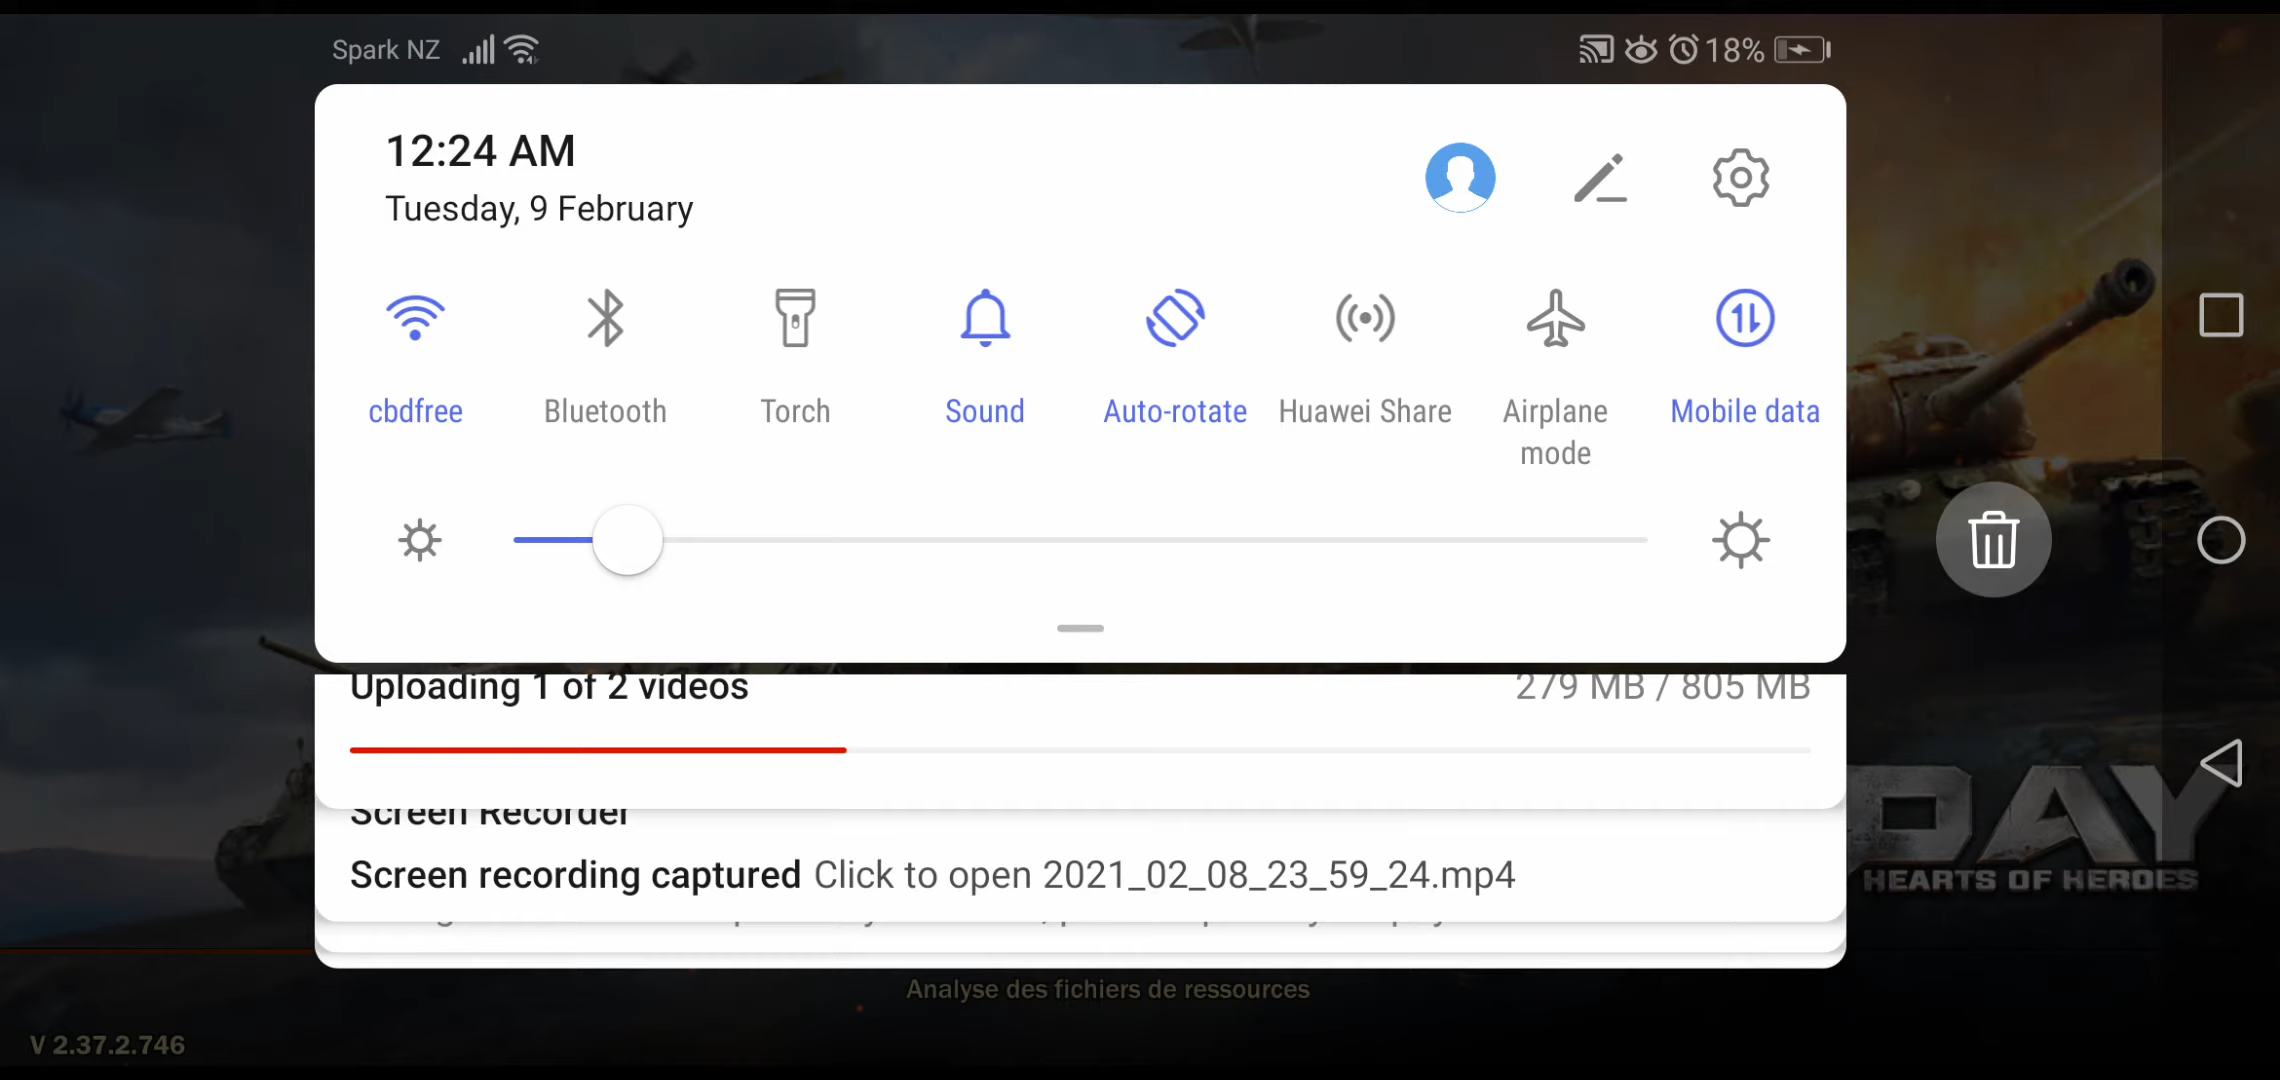 Spark NZ
18%
12:24 AM
Tuesday, 9 February
cbdfree
Bluetooth
Torch
Sound
Auto-rotate
Huawei Share
Airplane
mode
Mobile data
Uploading 1 of 2 videos
279 MB / 805 MB
Screen Recorder
Screen recording captured Click to open 2021_02_08_23_59_24.mp4
DAY
HEARTS OF HEROES
Analyse des fichiers de ressources
V 2.37.2.746